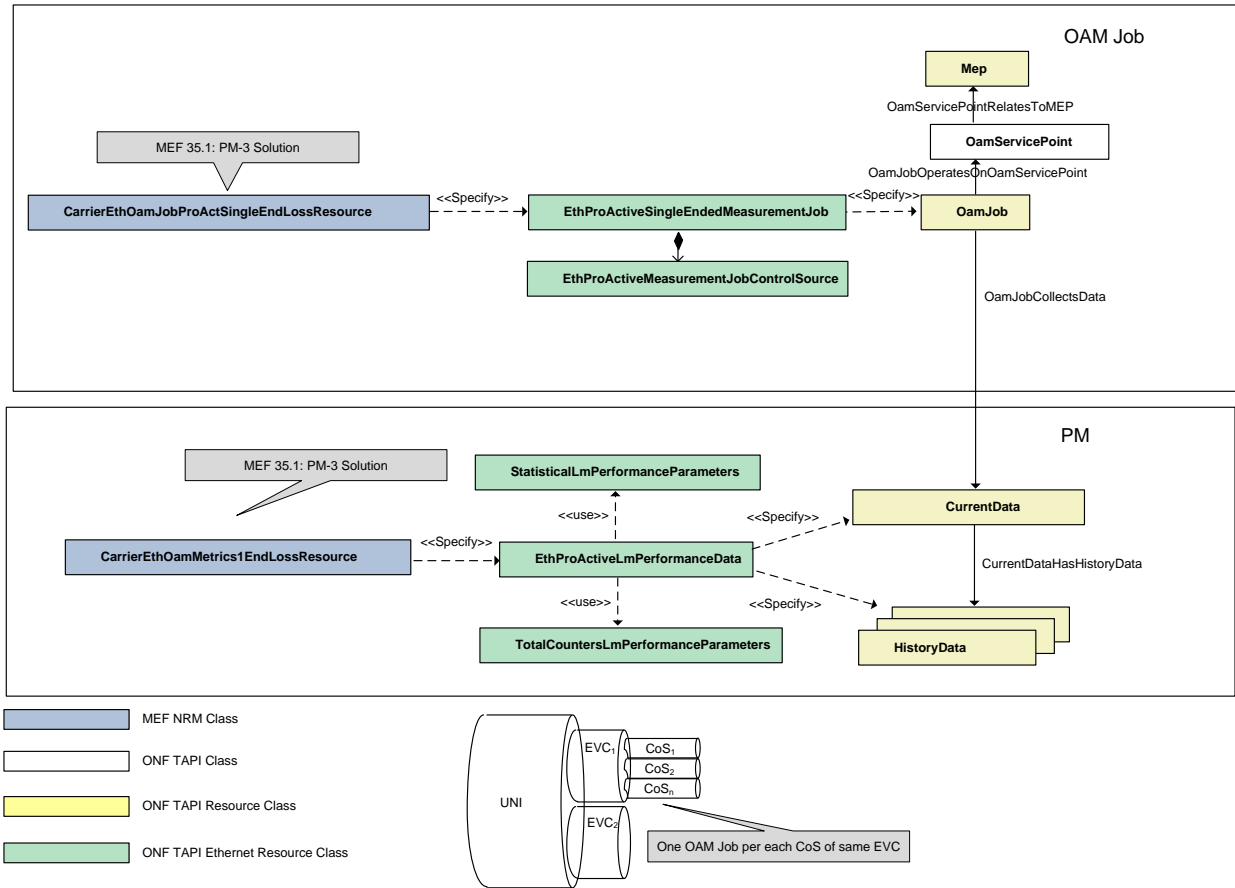 OAM Job
Mep
OamServicePointRelatesToMEP
MEF 35.1: PM-3 Solution
OamServicePoint
OamJobOperatesOnOamServicePoint
<<Specify>>
<<Specify>>
CarrierEthOamJobProActSingleEndLossResource
EthProActiveSingleEndedMeasurementJob
OamJob
EthProActiveMeasurementJobControlSource
OamJobCollectsData
PM
MEF 35.1: PM-3 Solution
StatisticalLmPerformanceParameters
CurrentData
<<use>>
<<Specify>>
<<Specify>>
CarrierEthOamMetrics1EndLossResource
EthProActiveLmPerformanceData
CurrentDataHasHistoryData
<<use>>
<<Specify>>
TotalCountersLmPerformanceParameters
HistoryData
MEF NRM Class
ONF TAPI Class
ONF TAPI Resource Class
ONF TAPI Ethernet Resource Class
UNI
EVC1
CoS1
CoS2
CoSn
EVC2
One OAM Job per each CoS of same EVC